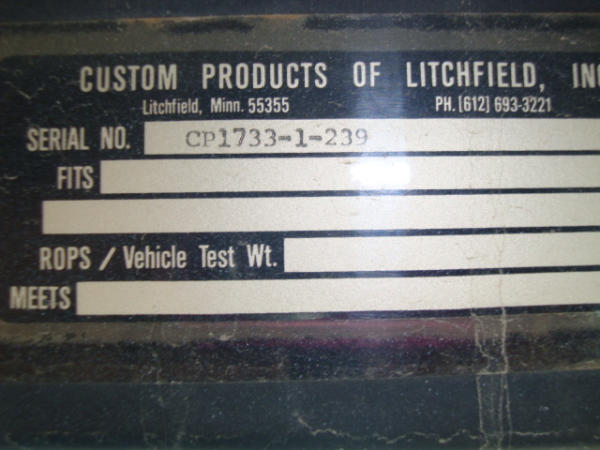 CUSTOM PRODUCTS OF LITCHFIELD, INC
Litchfield, Minn. 55355 PH. [612] 693-3221
SERIAL NO. CP1733-1-239
FITS
ROPS / Vehicle Test Wt.
MEETS